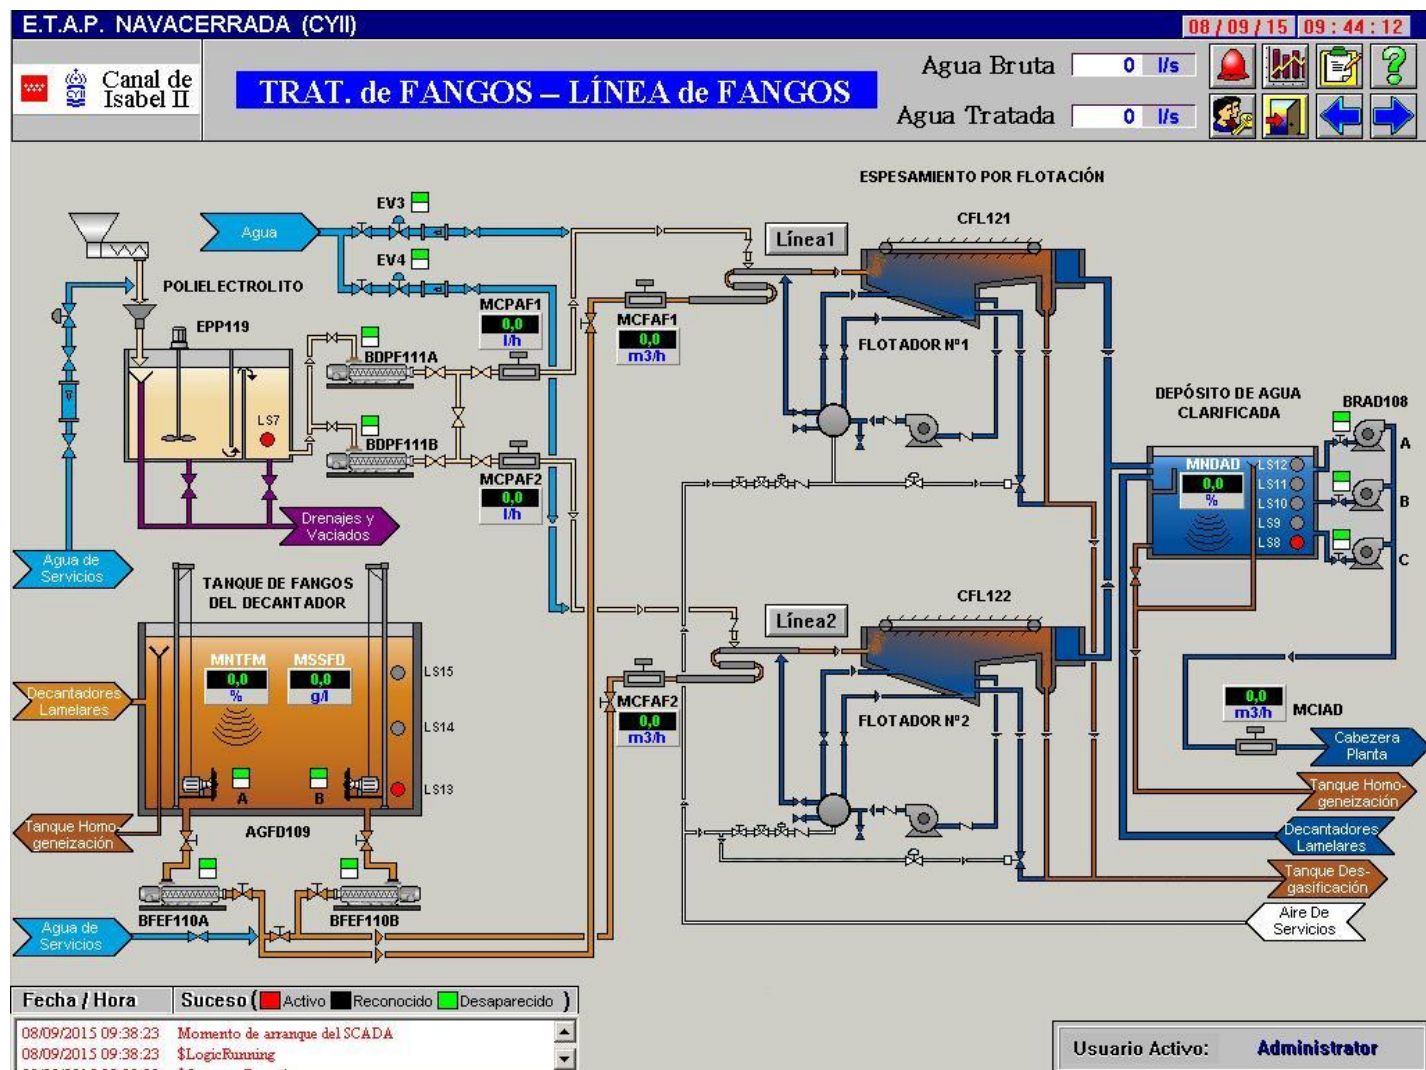 E.T.A.P. NAVACERRADA (CYII)
08/09/15 09:44:12
Canal de
Isabel II
TRAT. de FANGOS – LÍNEA de FANGOS
Agua Bruta 0 l/s
Agua Tratada 0 l/s
ESPESAMIENTO POR FLOTACIÓN
EV3
Agua
CFL121
Línea1
EV4
POLIELECTROLITO
MCPAF1
0,0
l/h
MCFAF1
0,0
m3/h
EPP119
FLOTADOR Nº1
BDPF111A
DEPÓSITO DE AGUA
CLARIFICADA
BRAD108
LS7
BDPF111B
A
MNDAD
0,0
%
LS12
LS11
LS10
LS9
LS8
B
C
MCPAF2
0,0
l/h
Drenajes y
Vaciados
Agua de
Servicios
TANQUE DE FANGOS
DEL DECANTADOR
CFL122
Línea2
MNTFM
0,0
%
MSSFD
0,0
g/l
LS15
Decantadores
Lamelares
MCFAF2
0,0
m3/h
FLOTADOR Nº2
0,0
m3/h
MCIAD
LS14
Cabezera
Planta
A
B
LS13
Tanque Homo-
geneización
Tanque Homo-
geneización
AGFD109
Decantadores
Lamelares
Tanque Des-
gasificación
BFEF110A
BFEF110B
Aire De
Servicios
Agua de
Servicios
Fecha / Hora Suceso ( Activo Reconocido Desaparecido )
08/09/2015 09:38:23 Momento de arranque del SCADA
08/09/2015 09:38:23 $LogicRunning
Usuario Activo: Administrator